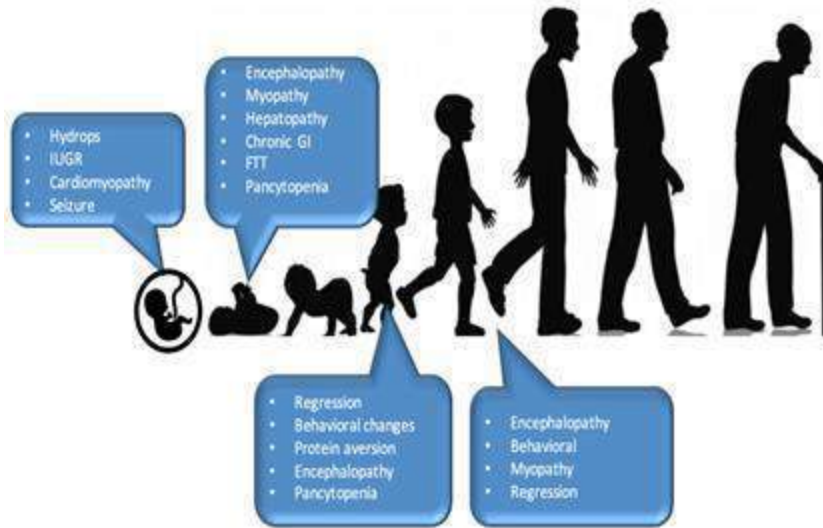 • Hydrops
• IUGR
• Cardiomyopathy
• Seizure
• Encephalopathy
• Myopathy
• Hepatopathy
• Chronic GI
• FTT
• Pancytopenia
• Regression
• Behavioral changes
• Protein aversion
• Encephalopathy
• Pancytopenia
• Encephalopathy
• Behavioral
• Myopathy
• Regression